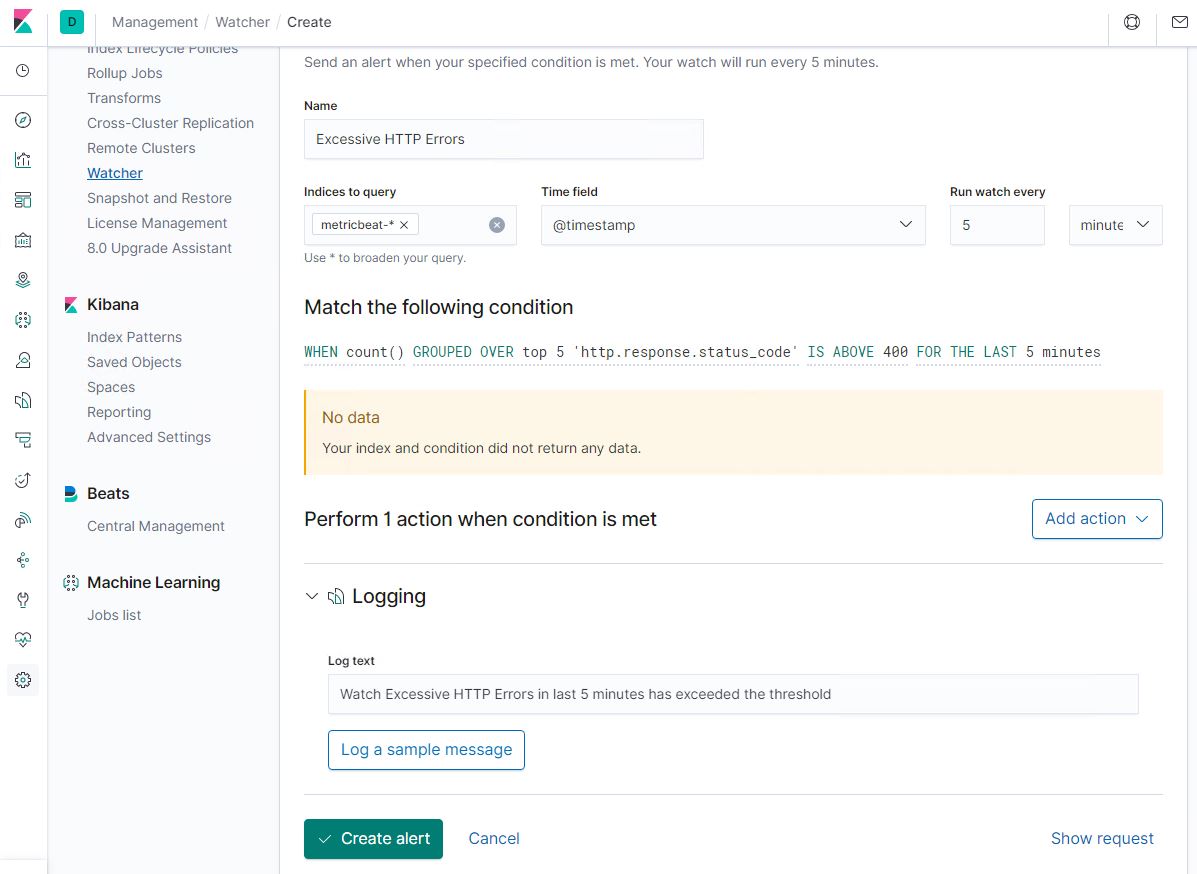 D Management / Watcher / Create
Index Lifecycle Policies
Rollup Jobs
Transforms
Cross-Cluster Replication
Remote Clusters
Watcher
Snapshot and Restore
License Management
8.0 Upgrade Assistant
Kibana
Index Patterns
Saved Objects
Spaces
Reporting
Advanced Settings
Beats
Central Management
Machine Learning
Jobs list
Send an alert when your specified condition is met. Your watch will run every 5 minutes.
Name
Excessive HTTP Errors
Indices to query Time field Run watch every
metricbeat-* @timestamp 5 minute
Use * to broaden your query.
Match the following condition
WHEN count() GROUPED OVER top 5 'http.response.status_code' IS ABOVE 400 FOR THE LAST 5 minutes
No data
Your index and condition did not return any data.
Perform 1 action when condition is met Add action
Logging
Log text
Watch Excessive HTTP Errors in last 5 minutes has exceeded the threshold
Log a sample message
Create alert Cancel Show request